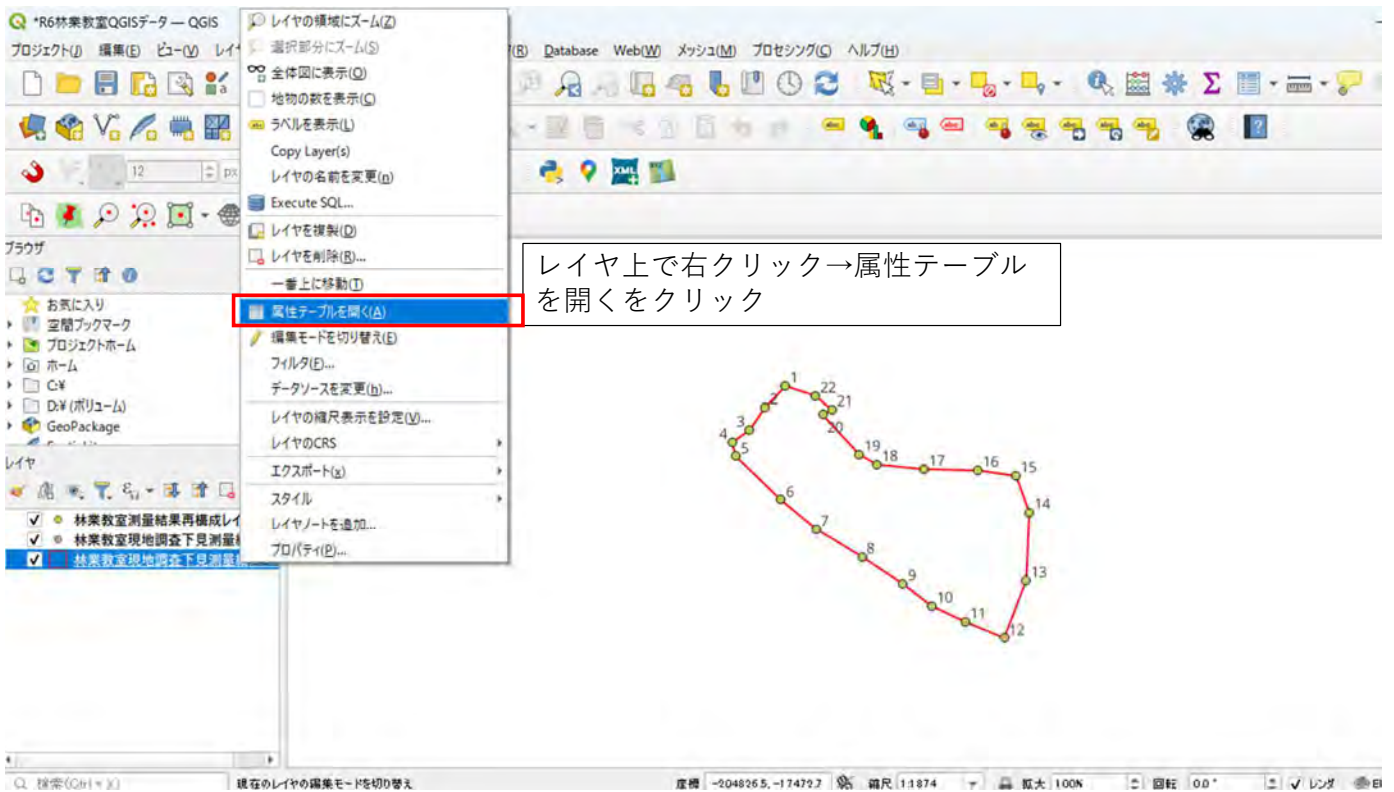 *R6林業教室QGISデータ — QGIS
プロジェクト(J) 編集(E) ビュー(V) レイヤ
(R) Database Web(W) メッシュ(M) プロセシング(C) ヘルプ(H)
レイヤの領域にズーム(Z)
選択部分にズーム(S)
全体図に表示(O)
地物の数を表示(C)
ラベルを表示(L)
Copy Layer(s)
レイヤの名前を変更(n)
Execute SQL...
レイヤを複製(D)
レイヤを削除(R)...
一番上に移動(T)
属性テーブルを開く(A)
編集モードを切り替え(E)
フィルタ(F)...
データソースを変更(h)...
レイヤの縮尺表示を設定(V)...
レイヤのCRS
エクスポート(x)
スタイル
レイヤノートを追加...
プロパティ(P)...
12 px
レイヤ上で右クリック→属性テーブル
を開くをクリック
ブラウザ
お気に入り
空間ブックマーク
プロジェクトホーム
ホーム
C:¥
D:¥ (ボリューム)
GeoPackage
レイヤ
林業教室測量結果再構成レイ
林業教室現地調査下見測量
林業教室現地調査下見測量
1
22
2
21
3
20
4
5
19
18
17
16
15
6
14
7
8
13
9
10
11
12
検索(Ctrl + K) 現在のレイヤの編集モードを切り替え 座標 -204826.5,-17472.7 縮尺 1:1874 拡大 100% 回転 0.0° レンダ